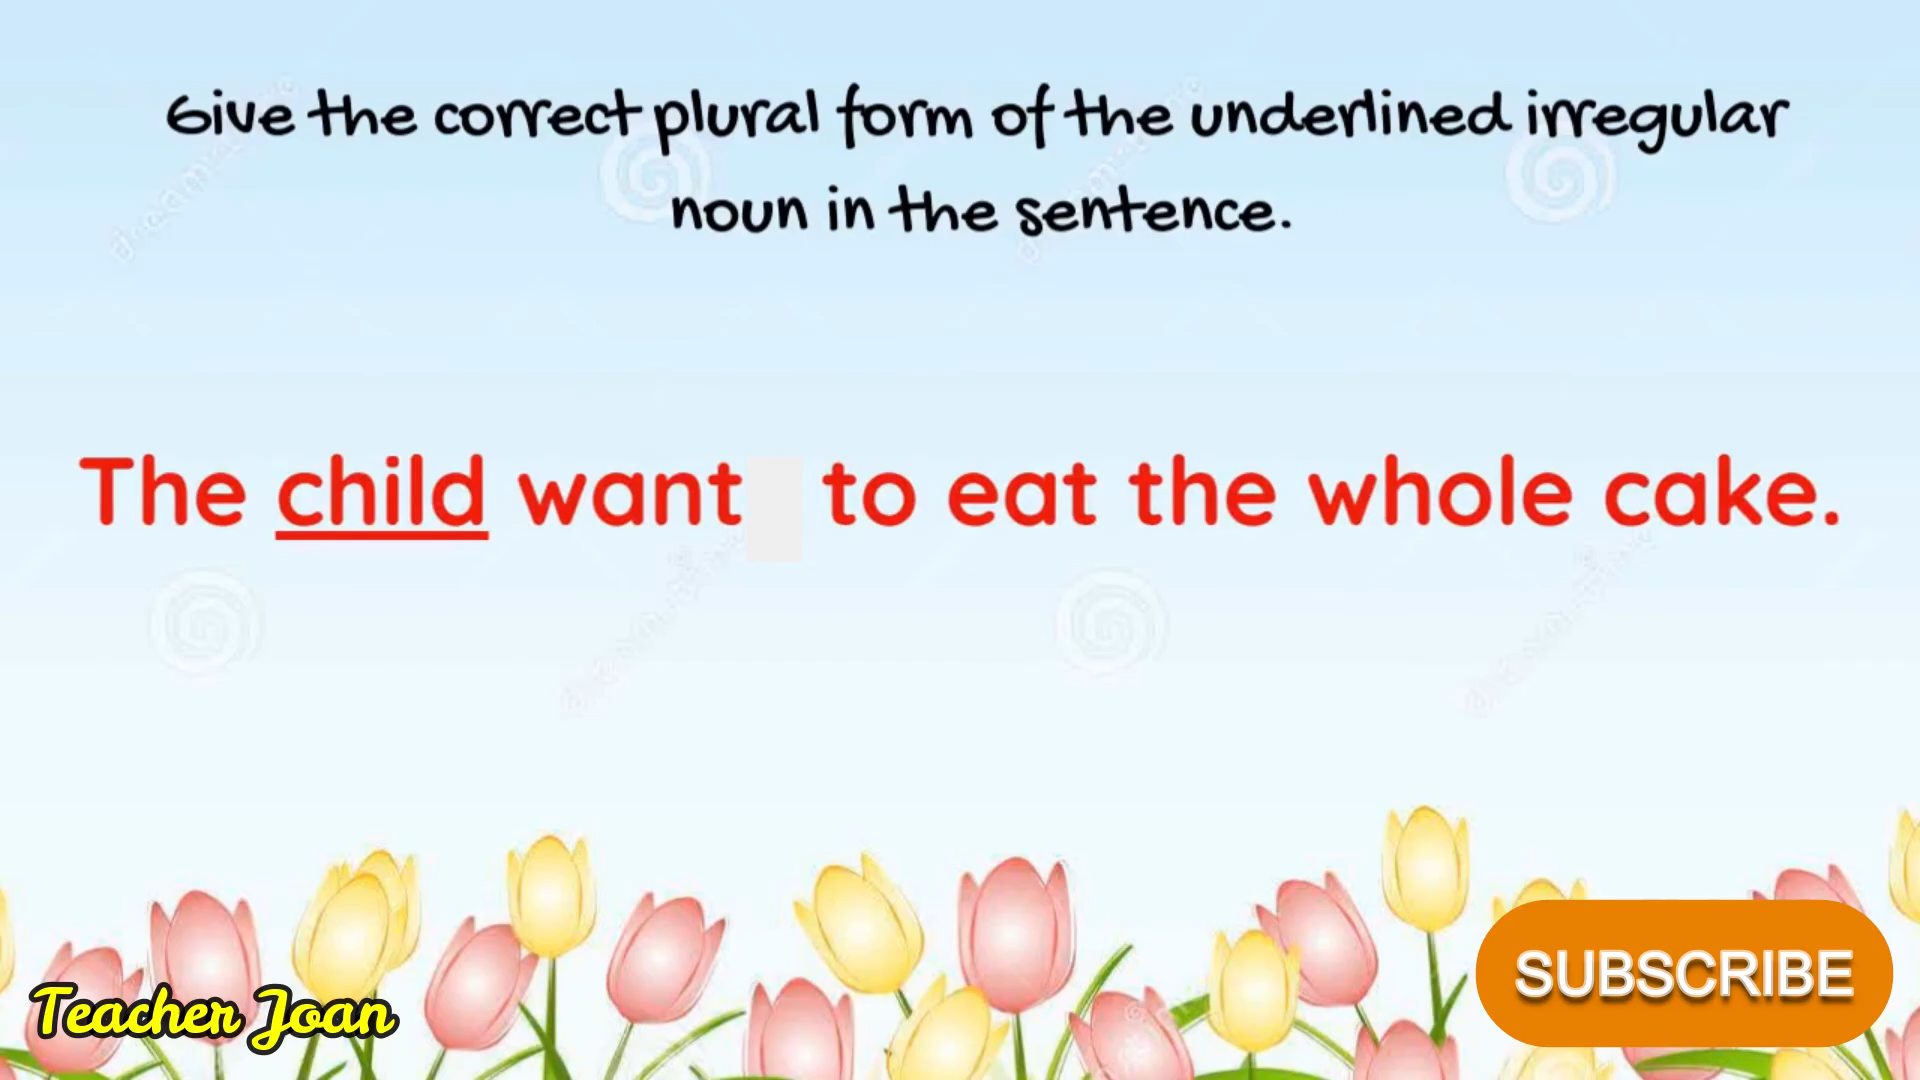 Give the correct plural form of the underlined irregular
noun in the sentence.
The child want to eat the whole cake.
Teacher Joan
SUBSCRIBE